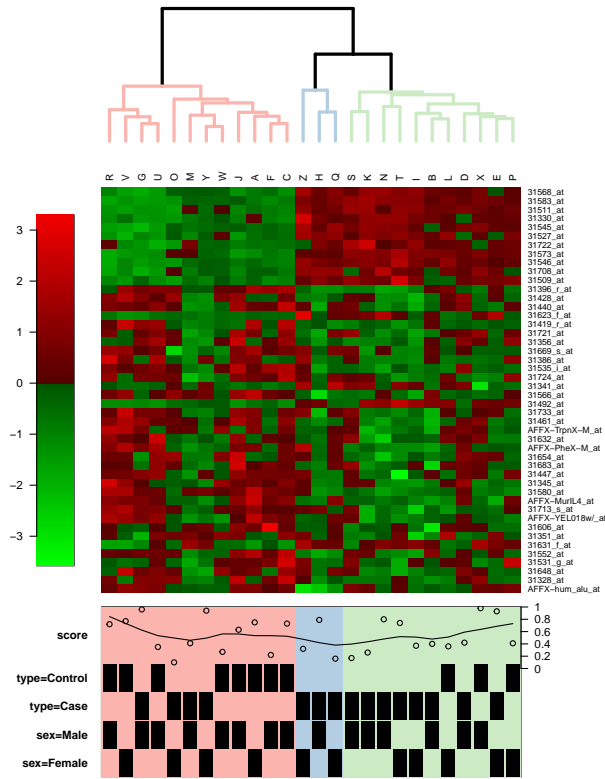 R V G U O M Y W J A F C Z H Q S K N T I B L D X E P
31568_at
31583_at
31511_at
31330_at
31545_at
31527_at
31722_at
31573_at
31546_at
31708_at
31509_at
31396_r_at
31428_at
31440_at
31623_f_at
31419_r_at
31721_at
31356_at
31669_s_at
31386_at
31535_i_at
31724_at
31341_at
31566_at
31492_at
31733_at
31461_at
AFFX−TrpnX−M_at
31632_at
AFFX−PheX−M_at
31654_at
31683_at
31447_at
31345_at
31580_at
AFFX−MurIL4_at
31713_s_at
AFFX−YEL018w/_at
31606_at
31351_at
31631_f_at
31552_at
31531_g_at
31648_at
31328_at
AFFX−hum_alu_at
3
2
1
0
−1
−2
−3
score
1
0.8
0.6
0.4
0.2
0
type=Control
type=Case
sex=Male
sex=Female